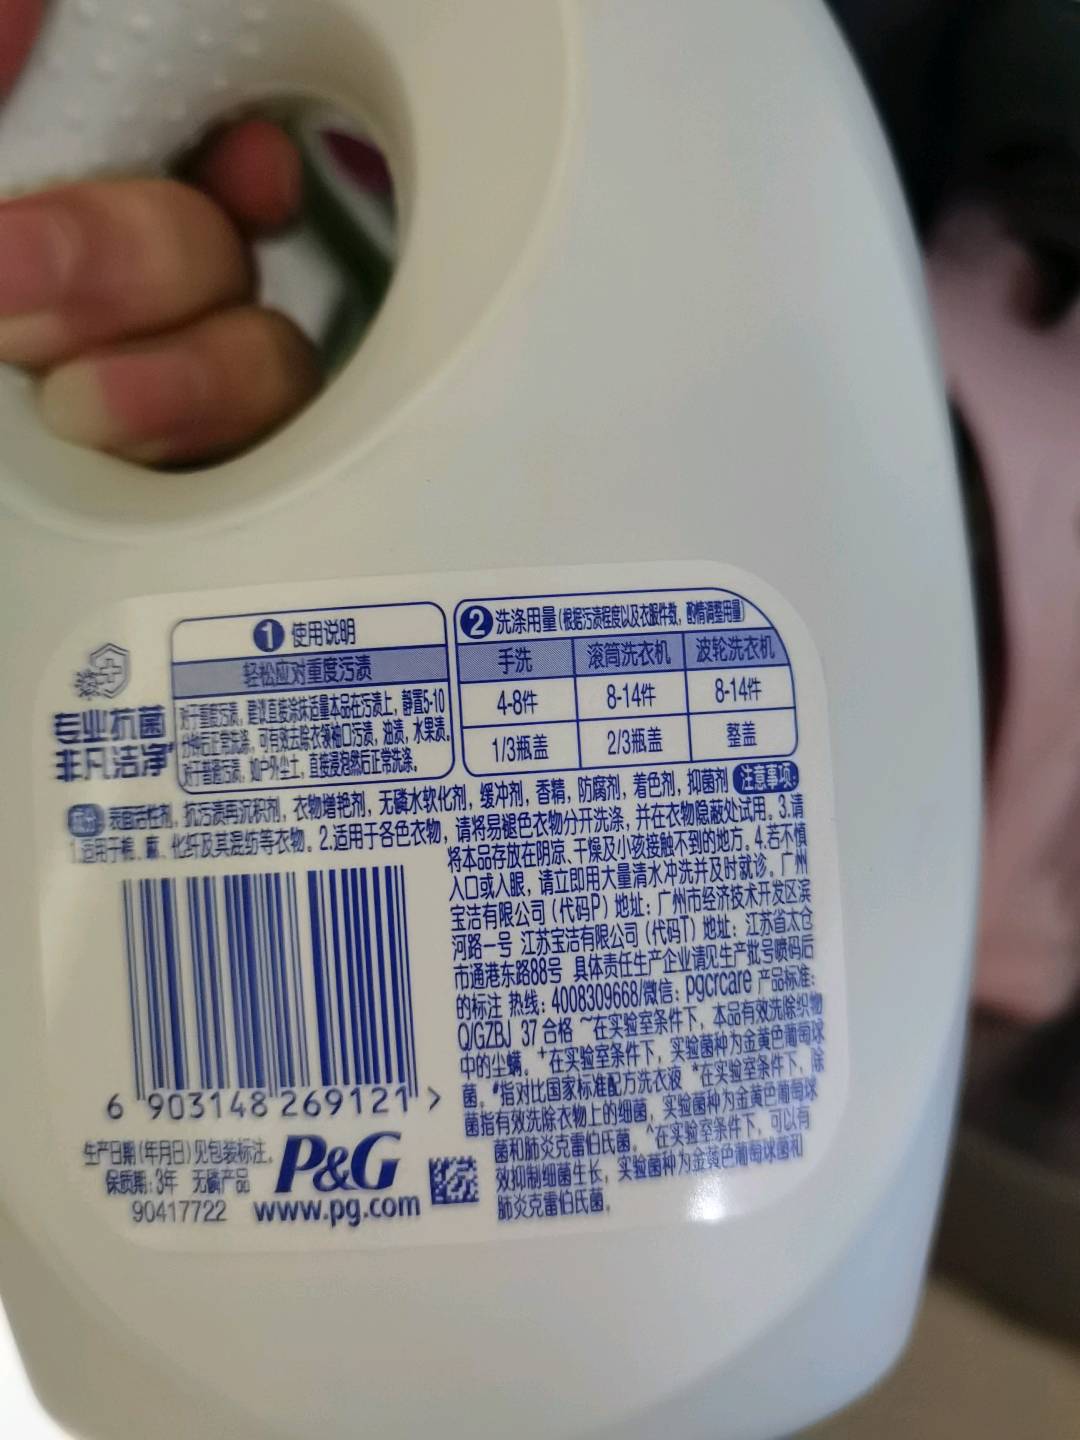 专业抗菌
非凡洁净#
1 使用说明
轻松应对重度污渍
对于重度污渍，建议直接涂抹适量本品在污渍上，静置5-10
分钟后正常洗涤，可有效去除衣领袖口污渍，油渍，水果渍。
对于普通污渍，如户外尘土，直接浸泡然后正常洗涤。
2 洗涤用量(根据污渍程度以及衣服件数，酌情调整用量)
手洗 滚筒洗衣机 波轮洗衣机
4-8件 8-14件 8-14件
1/3瓶盖 2/3瓶盖 整盖
成分 表面活性剂，抗污渍再沉积剂，衣物增艳剂，无磷水软化剂，缓冲剂，香精，防腐剂，着色剂，抑菌剂 注意事项
1.适用于棉、麻、化纤及其混纺等衣物。2.适用于各色衣物，请将易褪色衣物分开洗涤，并在衣物隐蔽处试用。3.请
将本品存放在阴凉、干燥及小孩接触不到的地方。4.若不慎
入口或入眼，请立即用大量清水冲洗并及时就诊。广州
宝洁有限公司(代码P)地址：广州市经济技术开发区滨
河路一号 江苏宝洁有限公司(代码T)地址：江苏省太仓
市通港东路88号 具体责任生产企业请见生产批号喷码后
的标注 热线：4008309668/微信：pgcrcare 产品标准：
Q/GZBJ 37 合格 ~在实验室条件下，本品有效洗除织物
中的尘螨。+在实验室条件下，实验菌种为金黄色葡萄球
菌。#指对比国家标准配方洗衣液 *在实验室条件下，除
菌指有效洗除衣物上的细菌，实验菌种为金黄色葡萄球
菌和肺炎克雷伯氏菌。^在实验室条件下，可以有
效抑制细菌生长，实验菌种为金黄色葡萄球菌和
肺炎克雷伯氏菌。
6 903148 269121 >
生产日期(年月日)见包装标注。
保质期：3年 无磷产品
90417722
P&G
www.pg.com